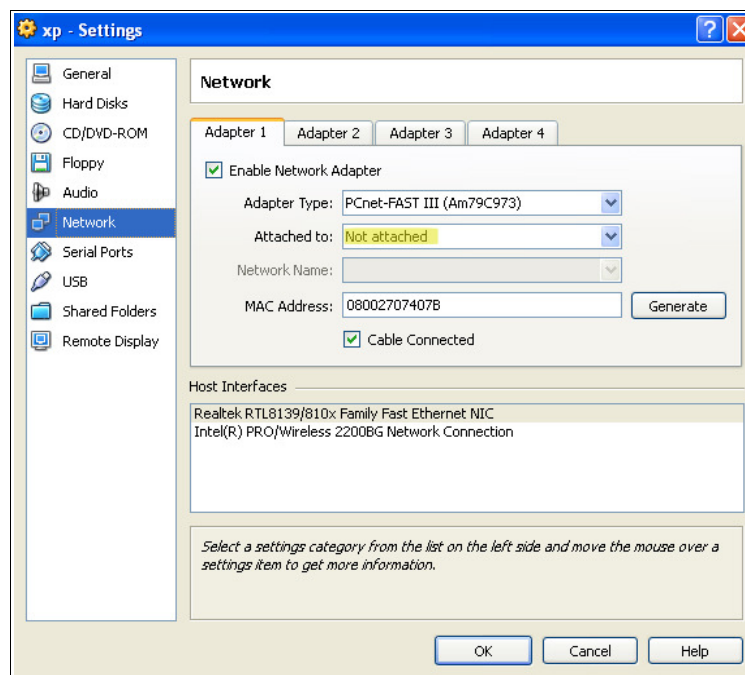 xp - Settings
General
Hard Disks
CD/DVD-ROM
Floppy
Audio
Network
Serial Ports
USB
Shared Folders
Remote Display
Network
Adapter 1 Adapter 2 Adapter 3 Adapter 4
Enable Network Adapter
Adapter Type: PCnet-FAST III (Am79C973)
Attached to: Not attached
Network Name:
MAC Address: 08002707407B Generate
Cable Connected
Host Interfaces
Realtek RTL8139/810x Family Fast Ethernet NIC
Intel(R) PRO/Wireless 2200BG Network Connection
Select a settings category from the list on the left side and move the mouse over a
settings item to get more information.
OK Cancel Help